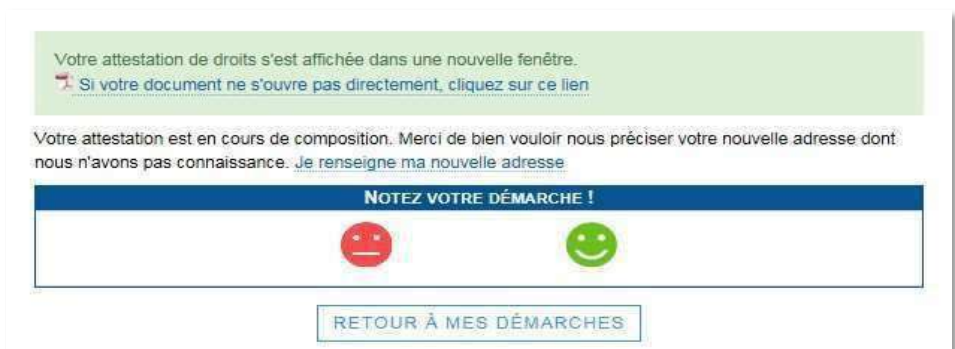 Votre attestation de droits s'est affichée dans une nouvelle fenêtre.
Si votre document ne s'ouvre pas directement, cliquez sur ce lien
Votre attestation est en cours de composition. Merci de bien vouloir nous préciser votre nouvelle adresse dont
nous n'avons pas connaissance. Je renseigne ma nouvelle adresse
NOTEZ VOTRE DÉMARCHE !
RETOUR À MES DÉMARCHES